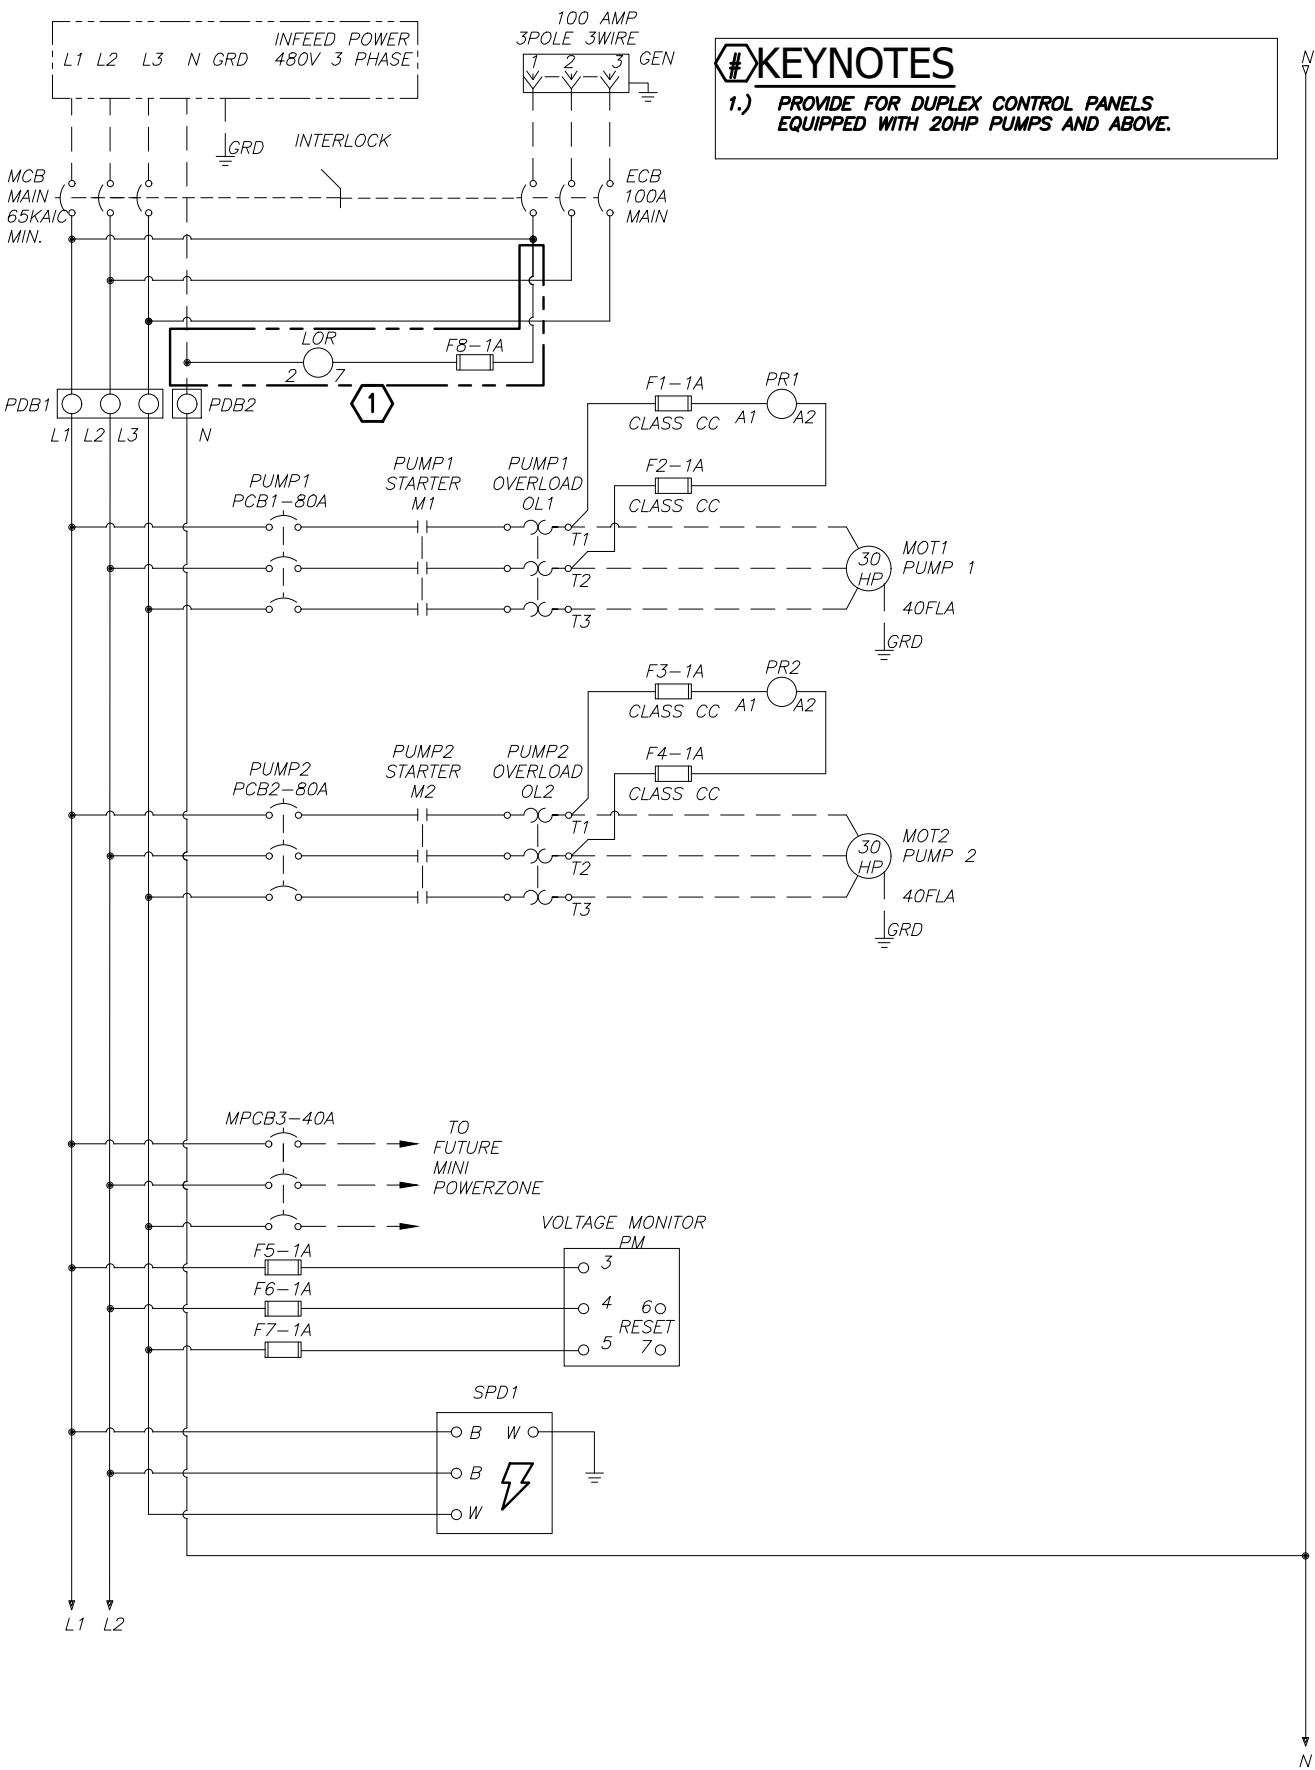 INFEED POWER
480V 3 PHASE
L1 L2 L3 N GRD
GRD
INTERLOCK
100 AMP
3POLE 3WIRE
1 2 3 GEN
# KEYNOTES
1.) PROVIDE FOR DUPLEX CONTROL PANELS
EQUIPPED WITH 20HP PUMPS AND ABOVE.
N
MCB
MAIN
65KAIC
MIN.
ECB
100A
MAIN
LOR
2 7
F8-1A
1
PDB1
PDB2
L1 L2 L3 N
F1-1A
CLASS CC
PR1
A1 A2
F2-1A
CLASS CC
PUMP1
PCB1-80A
PUMP1
STARTER
M1
PUMP1
OVERLOAD
OL1
T1
T2
T3
30
HP
MOT1
PUMP 1
40FLA
GRD
F3-1A
CLASS CC
PR2
A1 A2
F4-1A
CLASS CC
PUMP2
PCB2-80A
PUMP2
STARTER
M2
PUMP2
OVERLOAD
OL2
T1
T2
T3
30
HP
MOT2
PUMP 2
40FLA
GRD
MPCB3-40A
TO
FUTURE
MINI
POWERZONE
VOLTAGE MONITOR
PM
F5-1A
3
F6-1A
4 6
RESET
F7-1A
5 7
SPD1
B W
B
W
L1 L2
N